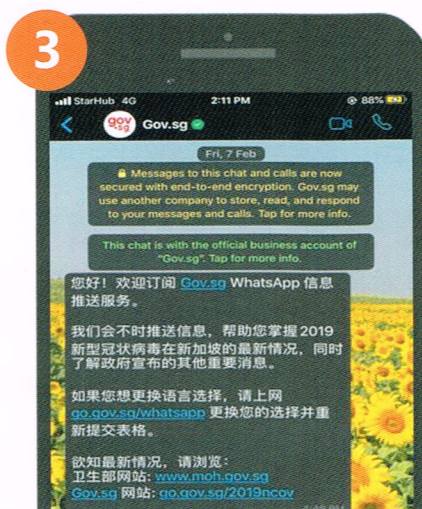 3
StarHub 4G 2:11 PM 88%
gov
.sg
Gov.sg
Fri, 7 Feb
Messages to this chat and calls are now
secured with end-to-end encryption. Gov.sg may
use another company to store, read, and respond
to your messages and calls. Tap for more info.
This chat is with the official business account of
"Gov.sg". Tap for more info.
您好！欢迎订阅 Gov.sg WhatsApp 信息
推送服务。
我们会不时推送信息，帮助您掌握 2019
新型冠状病毒在新加坡的最新情况，同时
了解政府宣布的其他重要消息。
如果您想更换语言选择，请上网
go.gov.sg/whatsapp 更换您的选择并重
新提交表格。
欲知最新情况，请浏览：
卫生部网站: www.moh.gov.sg
Gov.sg 网站: go.gov.sg/2019ncov